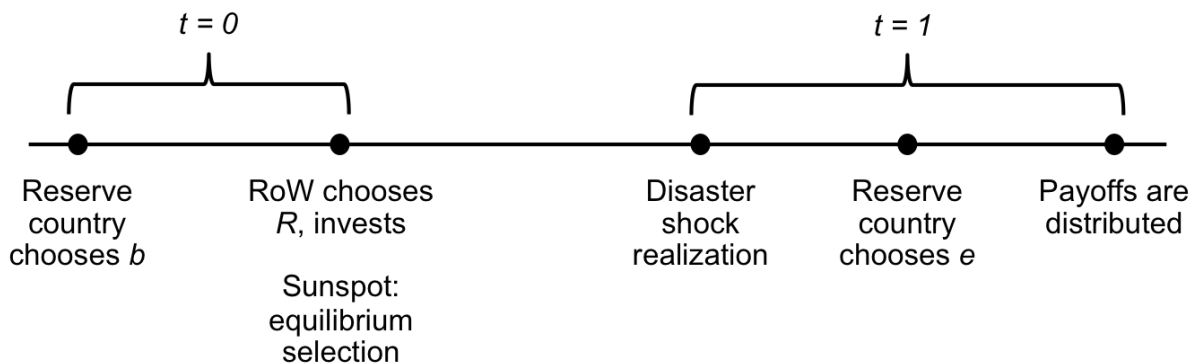 t = 0
t = 1
Reserve
country
chooses b
RoW chooses
R, invests
Sunspot:
equilibrium
selection
Disaster
shock
realization
Reserve
country
chooses e
Payoffs are
distributed